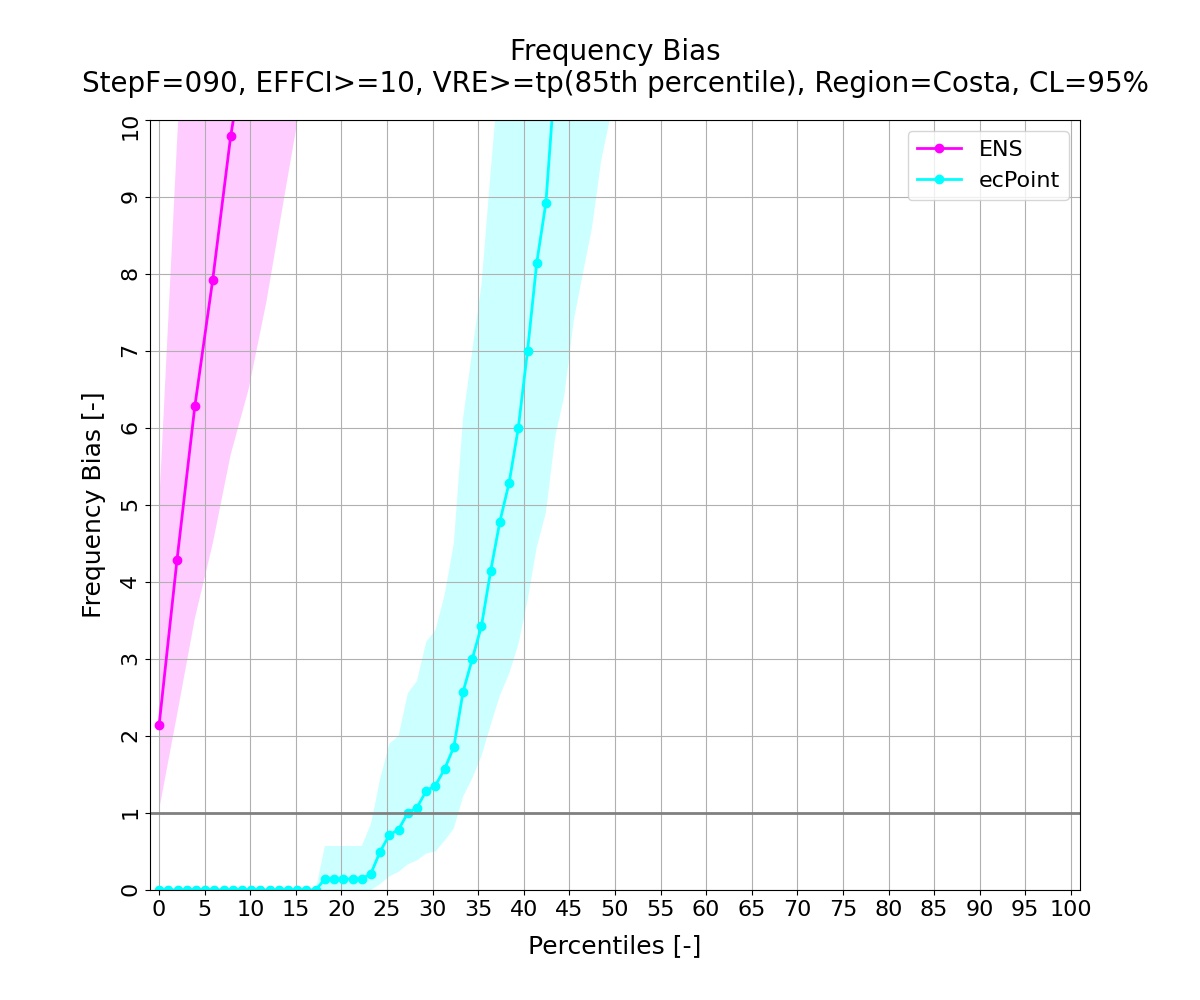 Frequency Bias
StepF=090, EFFCI>=10, VRE>=tp(85th percentile), Region=Costa, CL=95%
ENS
ecPoint
10
9
8
7
6
5
4
3
2
1
0
Frequency Bias [-]
0 5 10 15 20 25 30 35 40 45 50 55 60 65 70 75 80 85 90 95 100
Percentiles [-]